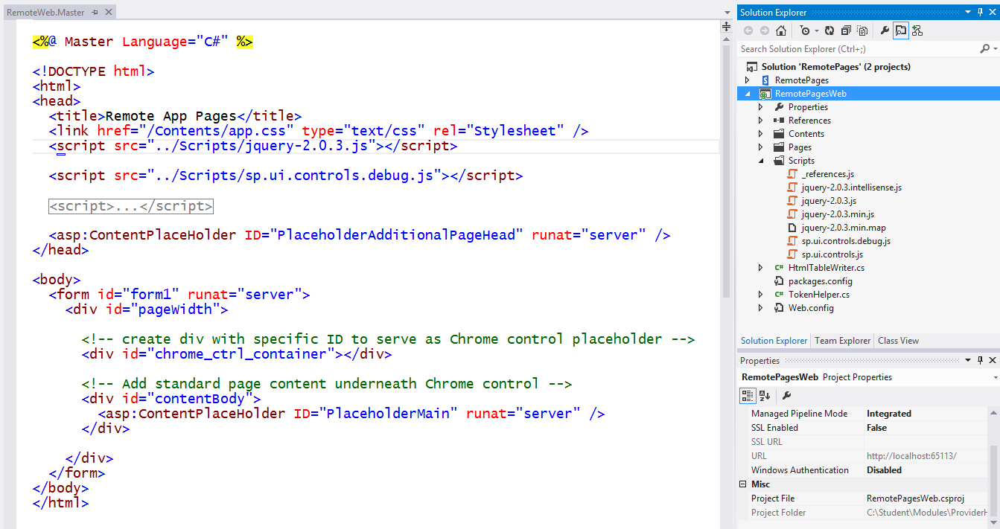 RemoteWeb.Master
<%@ Master Language="C#" %>
<!DOCTYPE html>
<html>
<head>
<title>Remote App Pages</title>
<link href="/Contents/app.css" type="text/css" rel="Stylesheet" />
<script src="../Scripts/jquery-2.0.3.js"></script>
<script src="../Scripts/sp.ui.controls.debug.js"></script>
<script>...</script>
<asp:ContentPlaceHolder ID="PlaceholderAdditionalPageHead" runat="server" />
</head>
<body>
<form id="form1" runat="server">
<div id="pageWidth">
<!-- create div with specific ID to serve as Chrome control placeholder -->
<div id="chrome_ctrl_container"></div>
<!-- Add standard page content underneath Chrome control -->
<div id="contentBody">
<asp:ContentPlaceHolder ID="PlaceholderMain" runat="server" />
</div>
</div>
</form>
</body>
</html>
Solution Explorer
Search Solution Explorer (Ctrl+;)
Solution 'RemotePages' (2 projects)
RemotePages
RemotePagesWeb
Properties
References
Contents
Pages
Scripts
_references.js
jquery-2.0.3.intellisense.js
jquery-2.0.3.js
jquery-2.0.3.min.js
jquery-2.0.3.min.map
sp.ui.controls.debug.js
sp.ui.controls.js
C# HtmlTableWriter.cs
packages.config
C# TokenHelper.cs
Web.config
Solution Explorer Team Explorer Class View
Properties
RemotePagesWeb Project Properties
Managed Pipeline Mode Integrated
SSL Enabled False
SSL URL
URL http://localhost:65113/
Windows Authentication Disabled
Misc
Project File RemotePagesWeb.csproj
Project Folder C:\Student\Modules\ProviderH